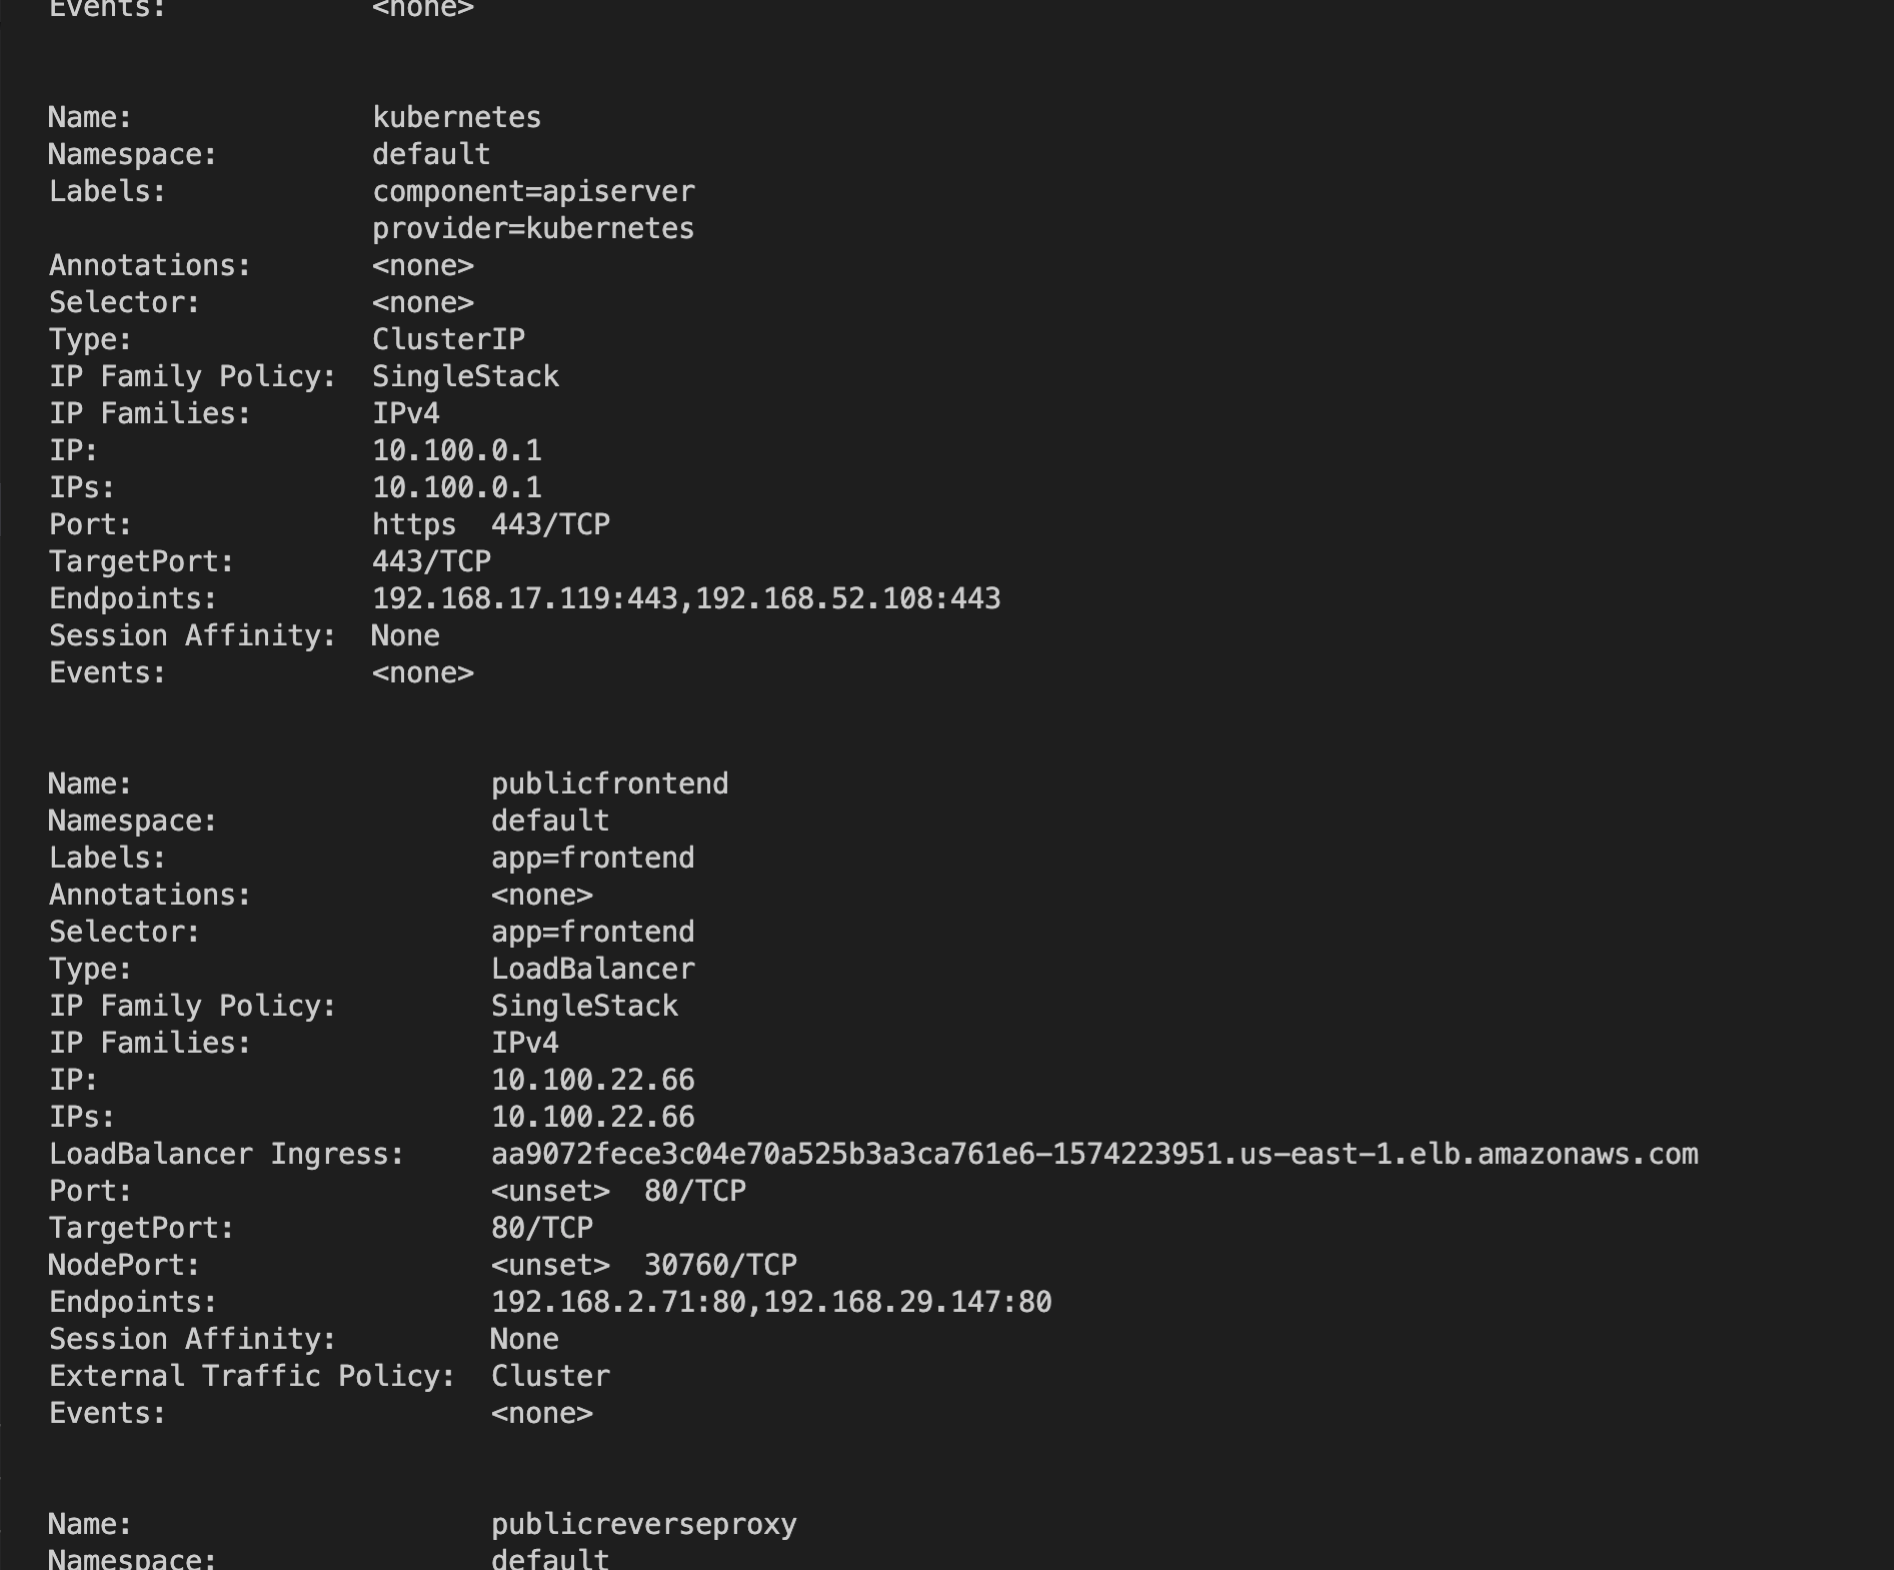 Events:            <none>
Name:              kubernetes
Namespace:         default
Labels:            component=apiserver
                   provider=kubernetes
Annotations:       <none>
Selector:          <none>
Type:              ClusterIP
IP Family Policy:  SingleStack
IP Families:       IPv4
IP:                10.100.0.1
IPs:               10.100.0.1
Port:              https  443/TCP
TargetPort:        443/TCP
Endpoints:         192.168.17.119:443,192.168.52.108:443
Session Affinity:  None
Events:            <none>
Name:                     publicfrontend
Namespace:                default
Labels:                   app=frontend
Annotations:              <none>
Selector:                 app=frontend
Type:                     LoadBalancer
IP Family Policy:         SingleStack
IP Families:              IPv4
IP:                       10.100.22.66
IPs:                      10.100.22.66
LoadBalancer Ingress:     aa9072fece3c04e70a525b3a3ca761e6-1574223951.us-east-1.elb.amazonaws.com
Port:                     <unset>  80/TCP
TargetPort:               80/TCP
NodePort:                 <unset>  30760/TCP
Endpoints:                192.168.2.71:80,192.168.29.147:80
Session Affinity:         None
External Traffic Policy:  Cluster
Events:                   <none>
Name:                     publicreverseproxy
Namespace:                default